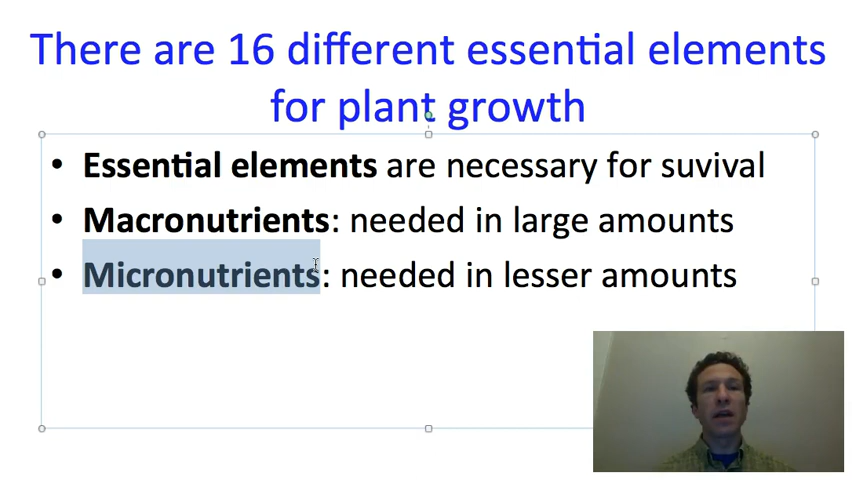 There are 16 different essential elements
for plant growth
• Essential elements are necessary for suvival
• Macronutrients: needed in large amounts
• Micronutrients: needed in lesser amounts